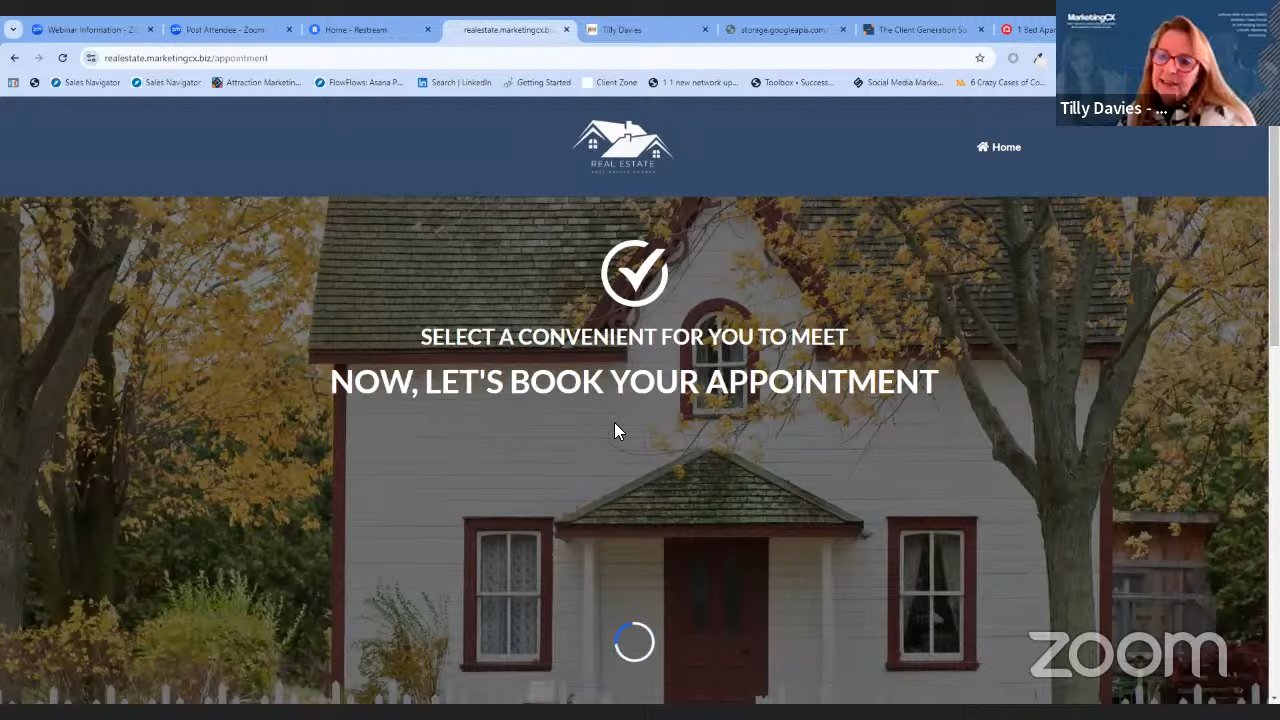 Webinar Information - Z
Post Attendee - Zoom
Home - Restream
realestate.marketingcx.b
Tilly Davies
storage.googleapis.com
The Client Generation So
1 Bed Apar
realestate.marketingcx.biz/appointment
Sales Navigator
Sales Navigator
Attraction Marketin...
FlowFlows: Asana P...
Search | LinkedIn
Getting Started
Client Zone
1.1 new network up...
Toolbox • Success...
Social Media Marke...
6 Crazy Cases of Co...
MarketingCX
Tilly Davies - ...
REAL ESTATE
Home
SELECT A CONVENIENT FOR YOU TO MEET
NOW, LET'S BOOK YOUR APPOINTMENT
zoom